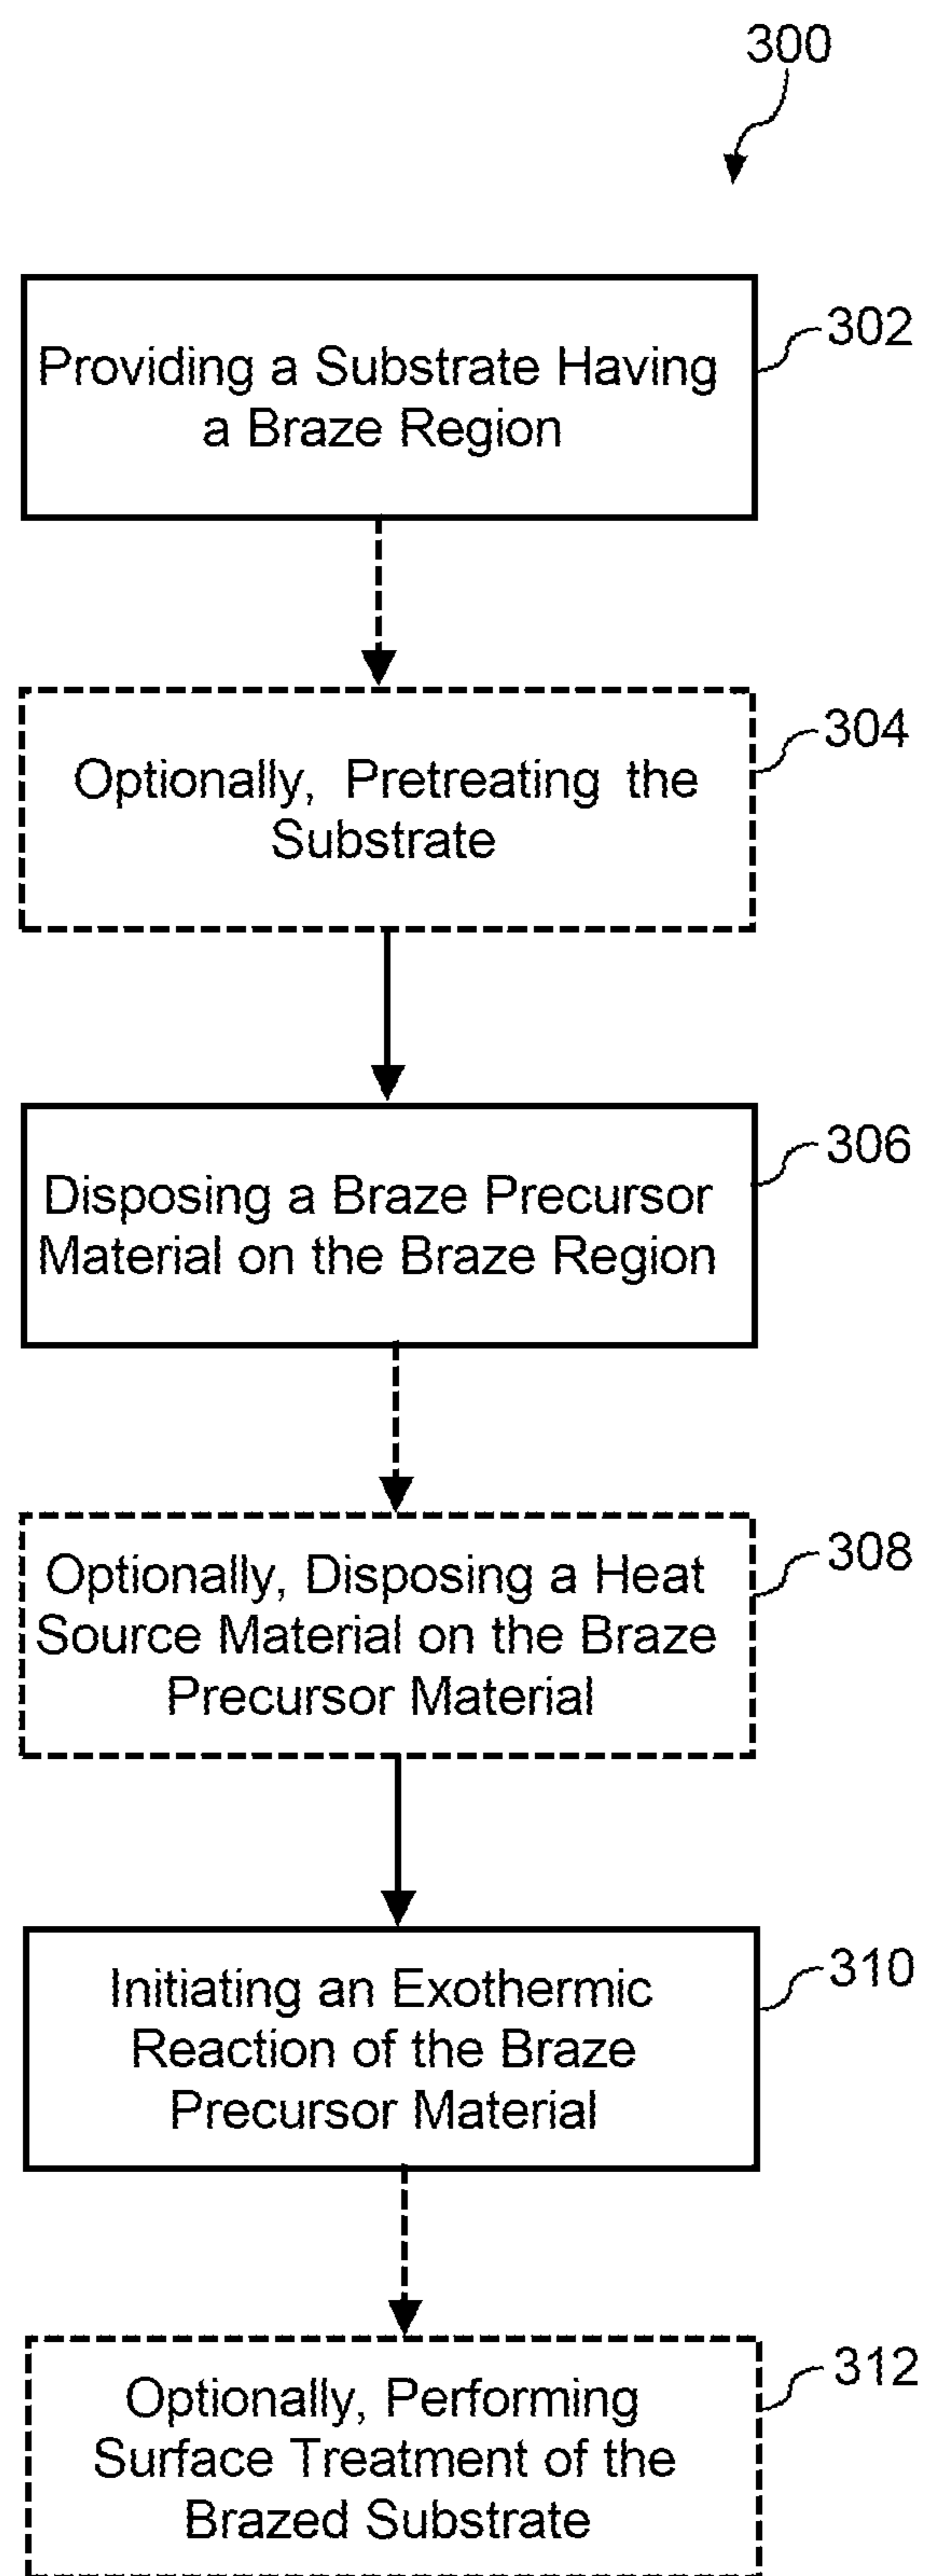 300
Providing a Substrate Having
a Braze Region
302
Optionally, Pretreating the
Substrate
304
Disposing a Braze Precursor
Material on the Braze Region
306
Optionally, Disposing a Heat
Source Material on the Braze
Precursor Material
308
Initiating an Exothermic
Reaction of the Braze
Precursor Material
310
Optionally, Performing
Surface Treatment of the
Brazed Substrate
312